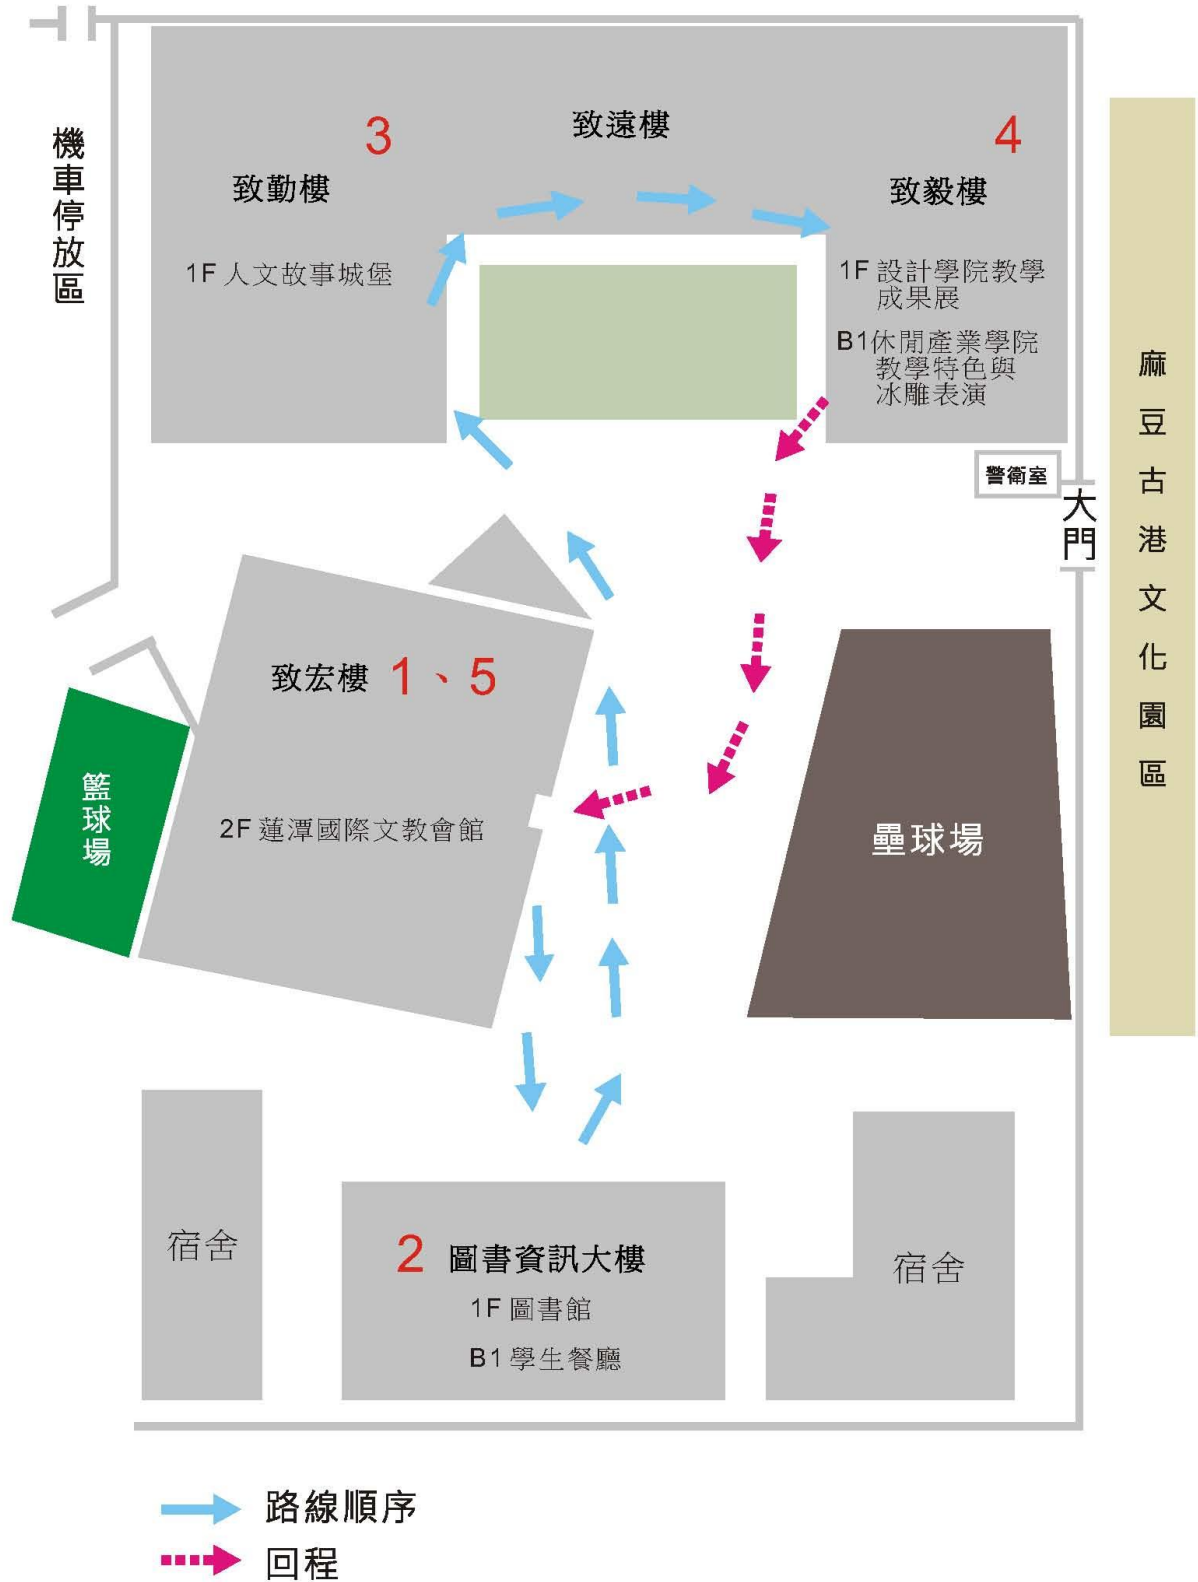 機車停放區
3
致遠樓
4
致勤樓
致毅樓
1F 人文故事城堡
1F 設計學院教學
成果展
B1休閒產業學院
教學特色與
冰雕表演
警衛室
大門
麻豆古港文化園區
致宏樓 1、5
2F 蓮潭國際文教會館
籃球場
壘球場
宿舍
2 圖書資訊大樓
1F 圖書館
B1 學生餐廳
宿舍
路線順序
回程